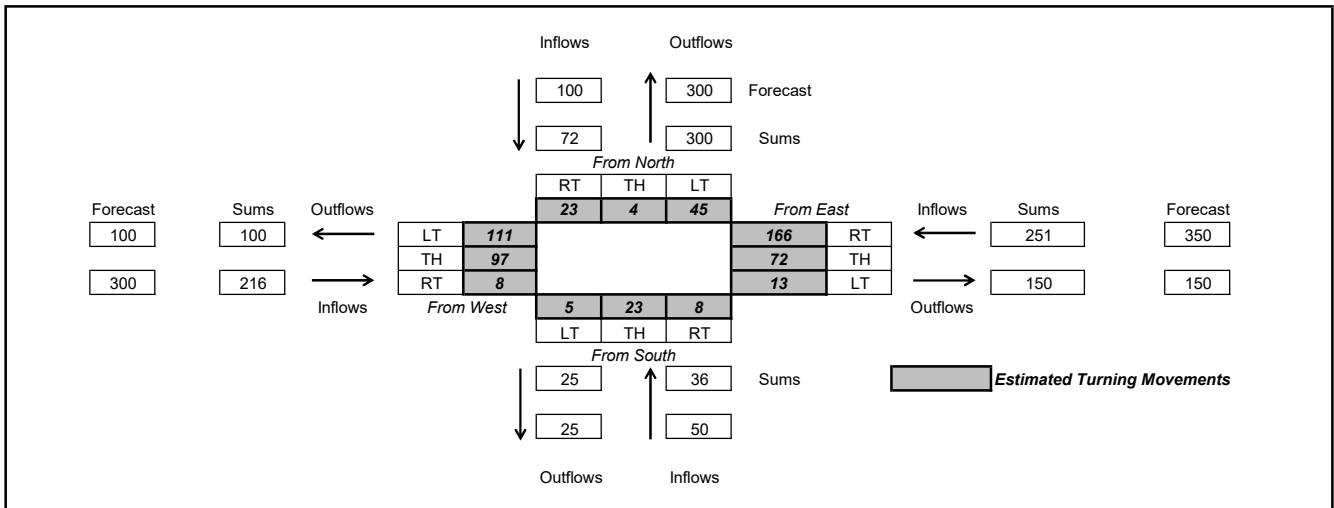 Inflows Outflows
100 300 Forecast
72 300 Sums
From North
RT TH LT
Forecast Sums Outflows 23 4 45 From East Inflows Sums Forecast
100 100 LT 111 166 RT 251 350
TH 97 72 TH
300 216 RT 8 13 LT 150 150
Inflows From West 5 23 8 Outflows
LT TH RT
From South
25 36 Sums Estimated Turning Movements
25 50
Outflows Inflows